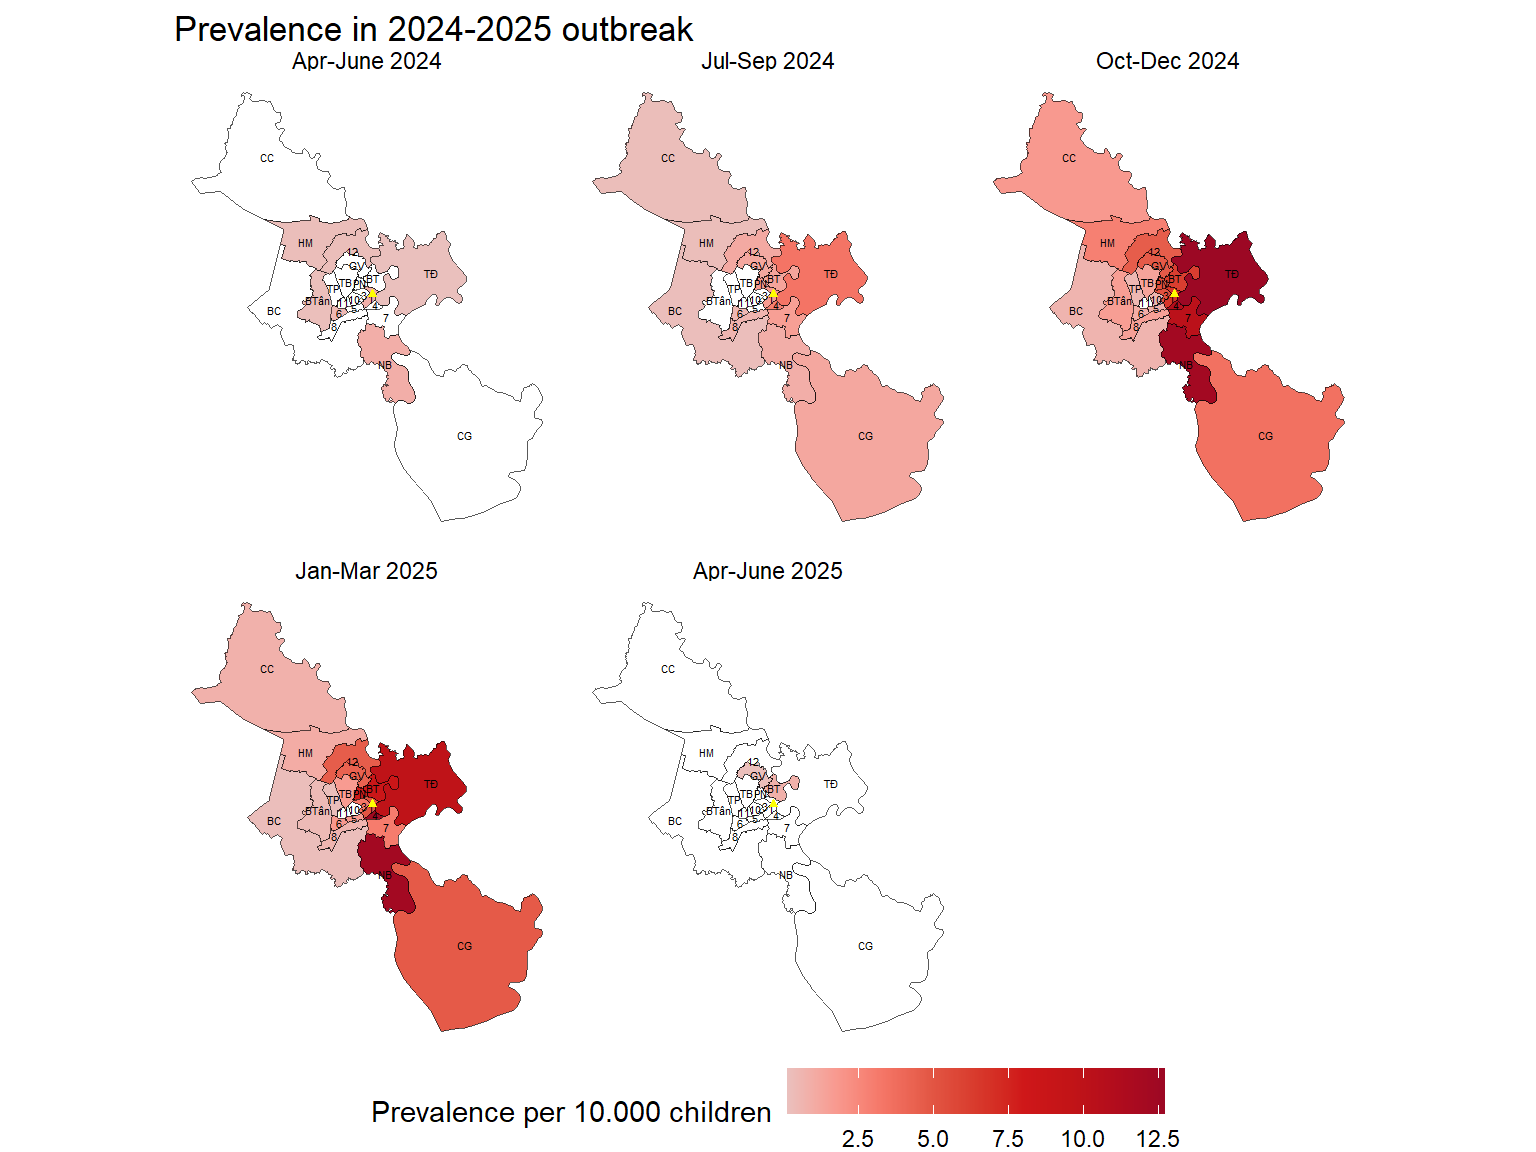 Prevalence in 2024-2025 outbreak
Apr-June 2024
Jul-Sep 2024
Oct-Dec 2024
CC
HM
12
GV
TĐ
TB
PN
BT
TP
BTân
11
10
3
4
5
6
7
8
BC
NB
CG
CC
HM
12
GV
TĐ
TB
PN
BT
TP
BTân
11
10
3
4
5
6
7
8
BC
NB
CG
CC
HM
12
GV
TĐ
TB
PN
BT
TP
BTân
11
10
3
4
5
6
7
8
BC
NB
CG
Jan-Mar 2025
Apr-June 2025
CC
HM
12
GV
TĐ
TB
PN
BT
TP
BTân
11
10
3
4
5
6
7
8
BC
NB
CG
CC
HM
12
GV
TĐ
TB
PN
BT
TP
BTân
11
10
3
4
5
6
7
8
BC
NB
CG
Prevalence per 10.000 children
2.5 5.0 7.5 10.0 12.5